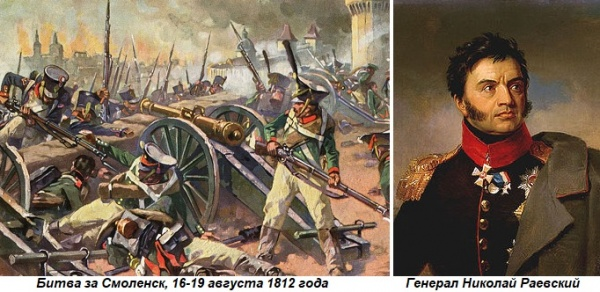 Битва за Смоленск, 16-19 августа 1812 года
Генерал Николай Раевский